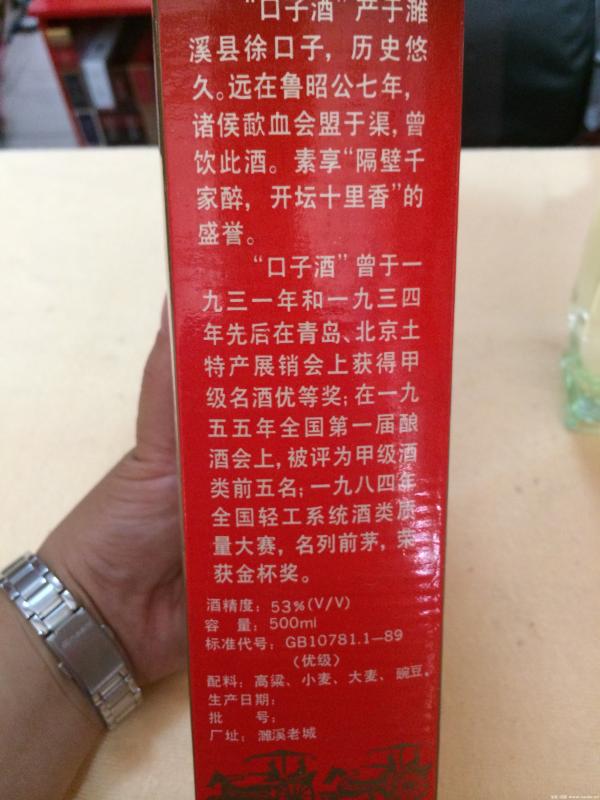 “口子酒”产于濉
溪县徐口子，历史悠
久。远在鲁昭公七年，
诸侯歃血会盟于渠，曾
饮此酒。素享“隔壁千
家醉，开坛十里香”的
盛誉。
“口子酒”曾于一
九三一年和一九三四
年先后在青岛、北京土
特产展销会上获得甲
级名酒优等奖；在一九
五五年全国第一届酿
酒会上，被评为甲级酒
类前五名；一九八四年
全国轻工系统酒类质
量大赛，名列前茅，荣
获金杯奖。
酒精度：53%(V/V)
容 量：500ml
标准代号：GB10781.1—89
（优级）
配料：高粱、小麦、大麦、豌豆。
生产日期：
批 号：
厂址：濉溪老城